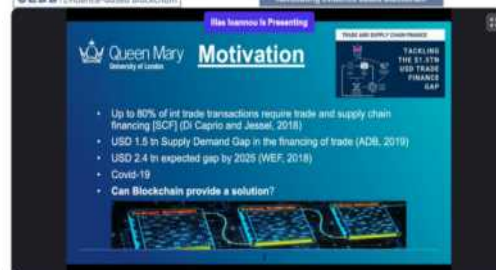 Ilias Ioannou Is Presenting
Queen Mary
University of London
Motivation
TRADE AND SUPPLY CHAIN FINANCE
TACKLING
THE $1.5TN
USD TRADE
FINANCE
GAP
• Up to 80% of int trade transactions require trade and supply chain
financing [SCF] (Di Caprio and Jessel, 2018)
• USD 1.5 tn Supply Demand Gap in the financing of trade (ADB, 2019)
• USD 2.4 tn expected gap by 2025 (WEF, 2018)
• Covid-19
• Can Blockchain provide a solution?